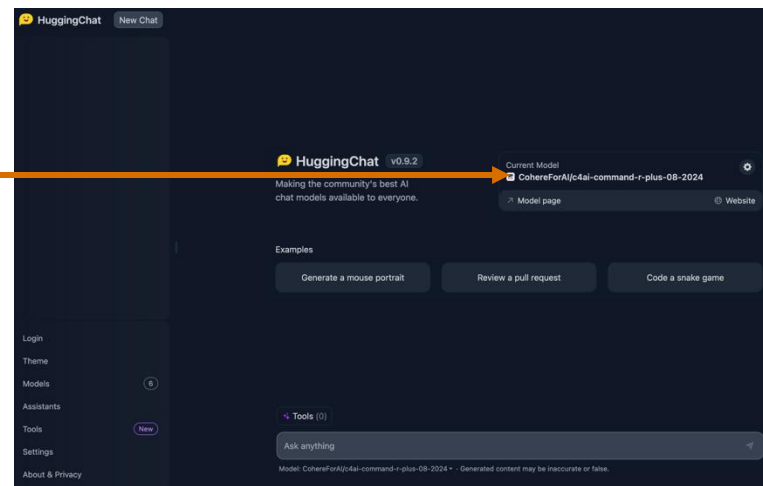 HuggingChat New Chat
HuggingChat v0.9.2
Making the community's best AI
chat models available to everyone.
Current Model
CohereForAI/c4ai-command-r-plus-08-2024
Model page Website
Examples
Generate a mouse portrait Review a pull request Code a snake game
Login
Theme
Models 6
Assistants
Tools New
Settings
About & Privacy
Tools (0)
Ask anything
Model: CohereForAI/c4ai-command-r-plus-08-2024 - Generated content may be inaccurate or false.